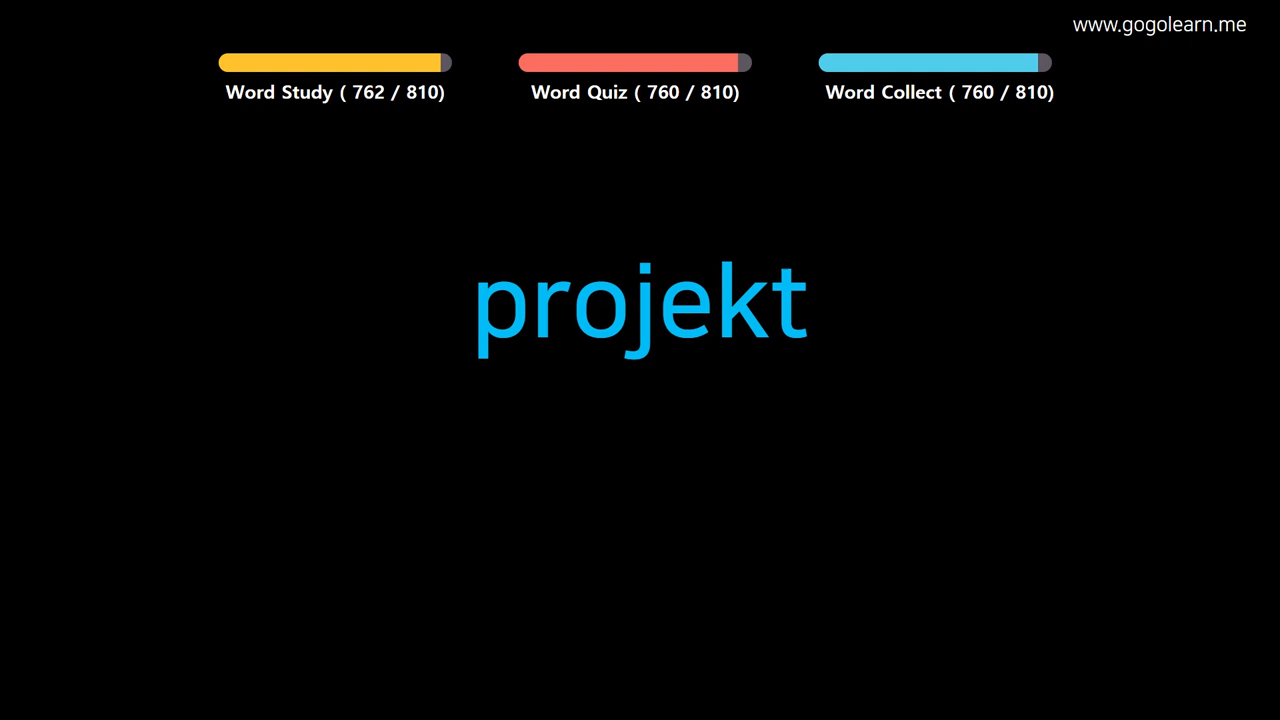 www.gogolearn.me
Word Study ( 762 / 810)
Word Quiz ( 760 / 810)
Word Collect ( 760 / 810)
projekt